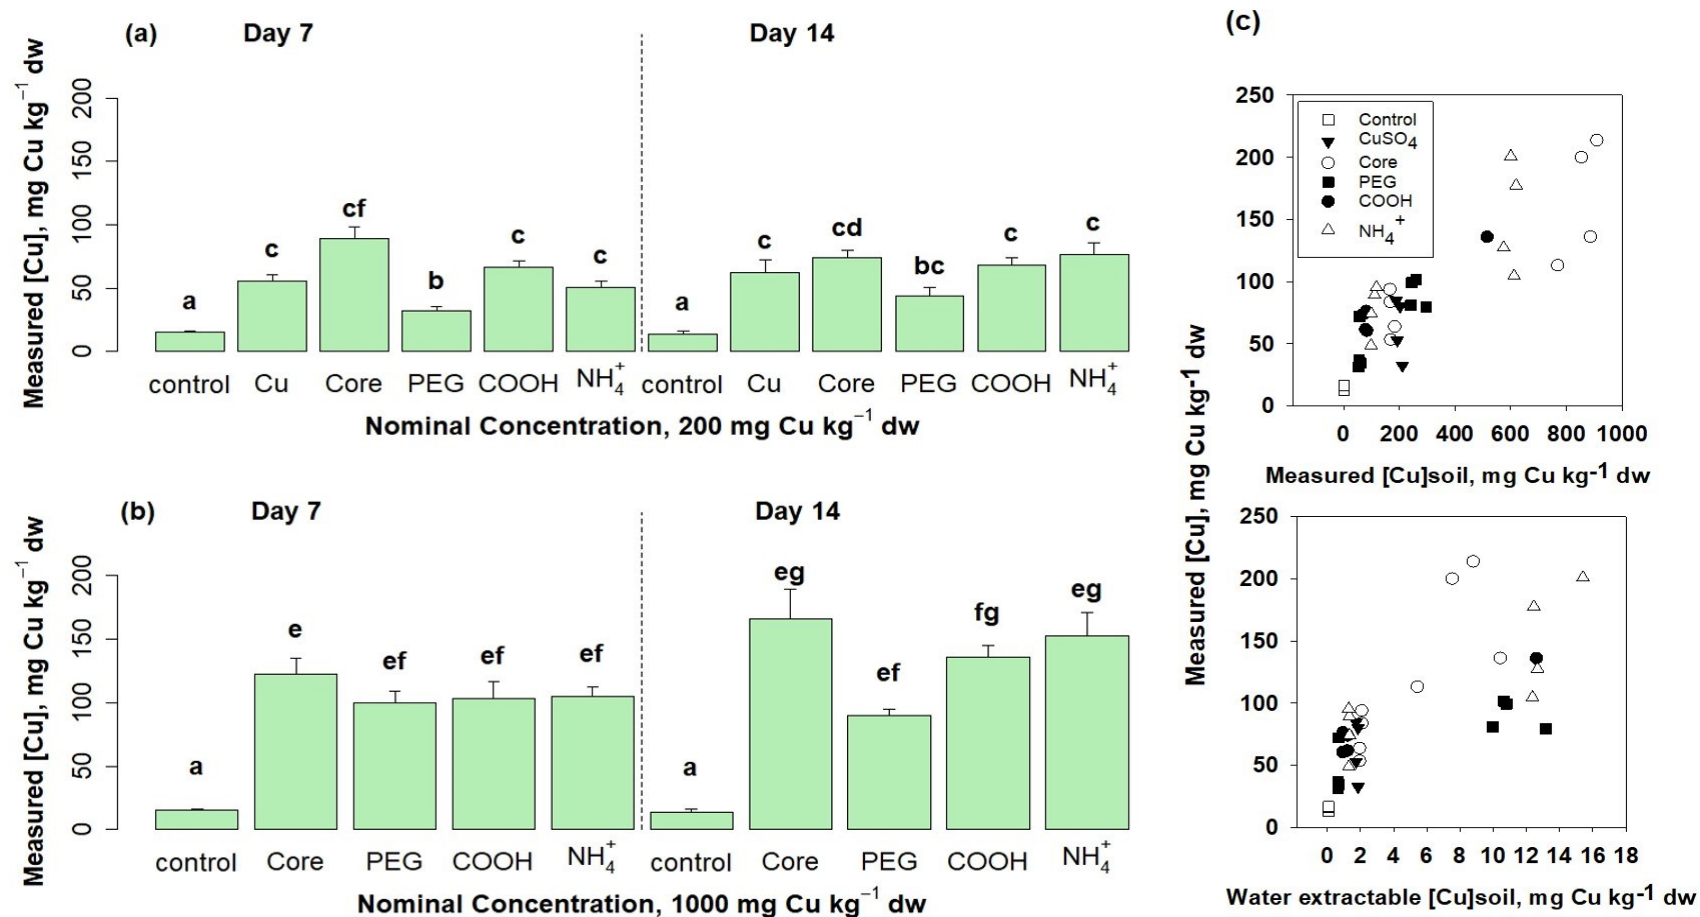 (a)
Day 7
Day 14
Measured [Cu], mg Cu kg⁻¹ dw
200
150
100
50
0
a
c
cf
b
c
c
a
c
cd
bc
c
c
control Cu Core PEG COOH NH₄⁺ control Cu Core PEG COOH NH₄⁺
Nominal Concentration, 200 mg Cu kg⁻¹ dw
(b)
Day 7
Day 14
Measured [Cu], mg Cu kg⁻¹ dw
200
150
100
50
0
a
e
ef
ef
ef
a
eg
ef
fg
eg
control Core PEG COOH NH₄⁺ control Core PEG COOH NH₄⁺
Nominal Concentration, 1000 mg Cu kg⁻¹ dw
(c)
Measured [Cu], mg Cu kg-1 dw
250
200
150
100
50
0
Control
CuSO₄
Core
PEG
COOH
NH₄⁺
0 200 400 600 800 1000
Measured [Cu]soil, mg Cu kg-1 dw
250
200
150
100
50
0
0 2 4 6 8 10 12 14 16 18
Water extractable [Cu]soil, mg Cu kg-1 dw